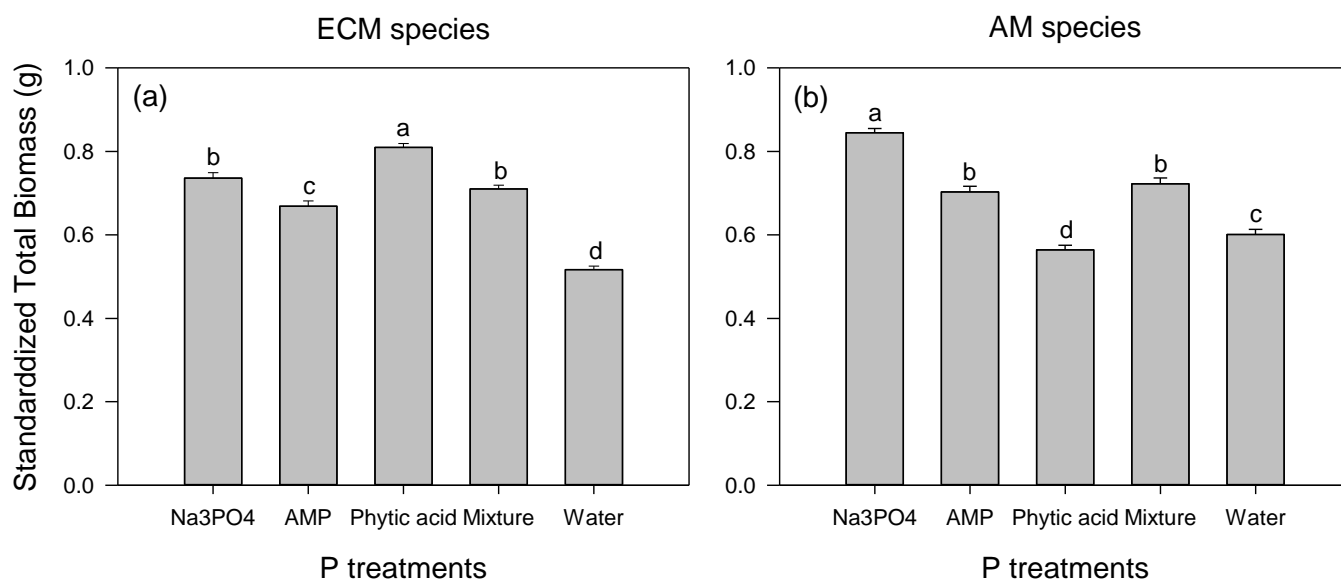 ECM species
AM species
Standarddized Total Biomass (g)
1.0
0.8
0.6
0.4
0.2
0.0
(a)
b
c
a
b
d
Na3PO4 AMP Phytic acid Mixture Water
P treatments
1.0
0.8
0.6
0.4
0.2
0.0
(b)
a
b
d
b
c
Na3PO4 AMP Phytic acid Mixture Water
P treatments